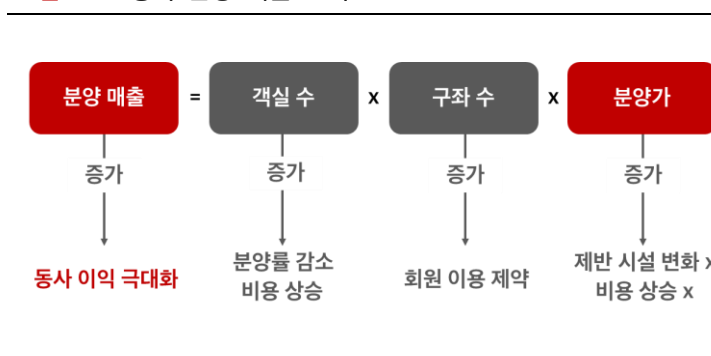 분양 매출 = 객실 수 x 구좌 수 x 분양가
증가 증가 증가 증가
동사 이익 극대화
분양률 감소
비용 상승
회원 이용 제약
제반 시설 변화 x
비용 상승 x